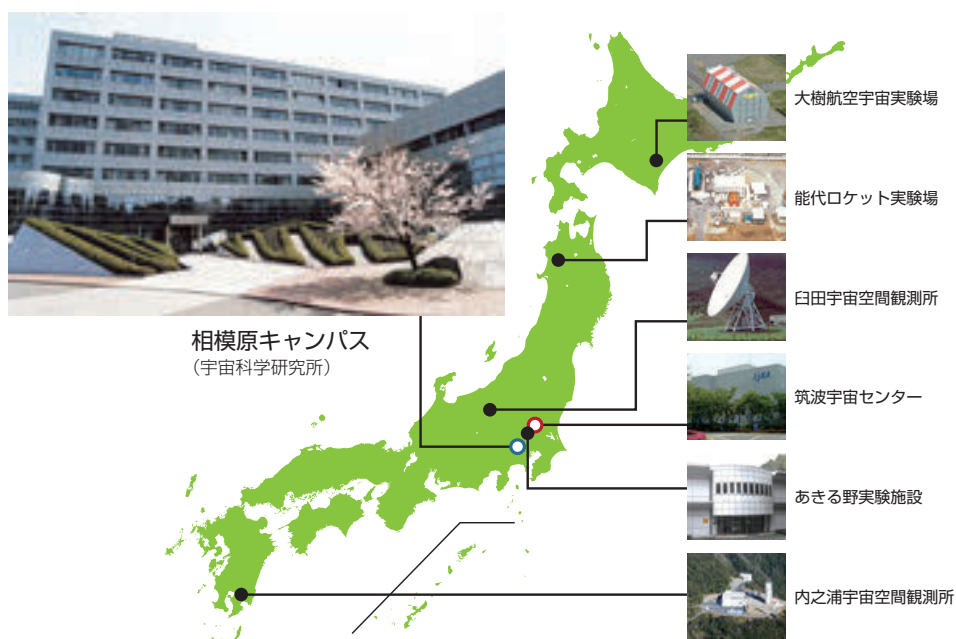 大樹航空宇宙実験場
能代ロケット実験場
臼田宇宙空間観測所
相模原キャンパス
（宇宙科学研究所）
筑波宇宙センター
あきる野実験施設
内之浦宇宙空間観測所